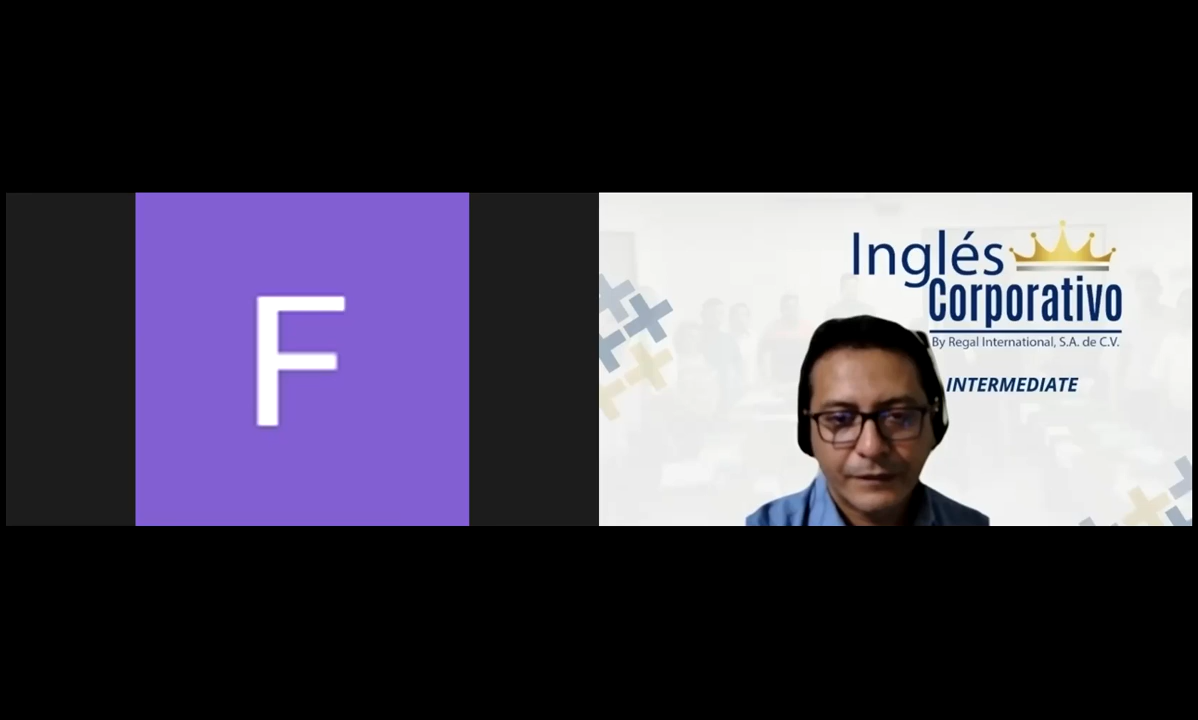 F
Inglés
Corporativo
By Regal International, S.A. de C.V.
INTERMEDIATE